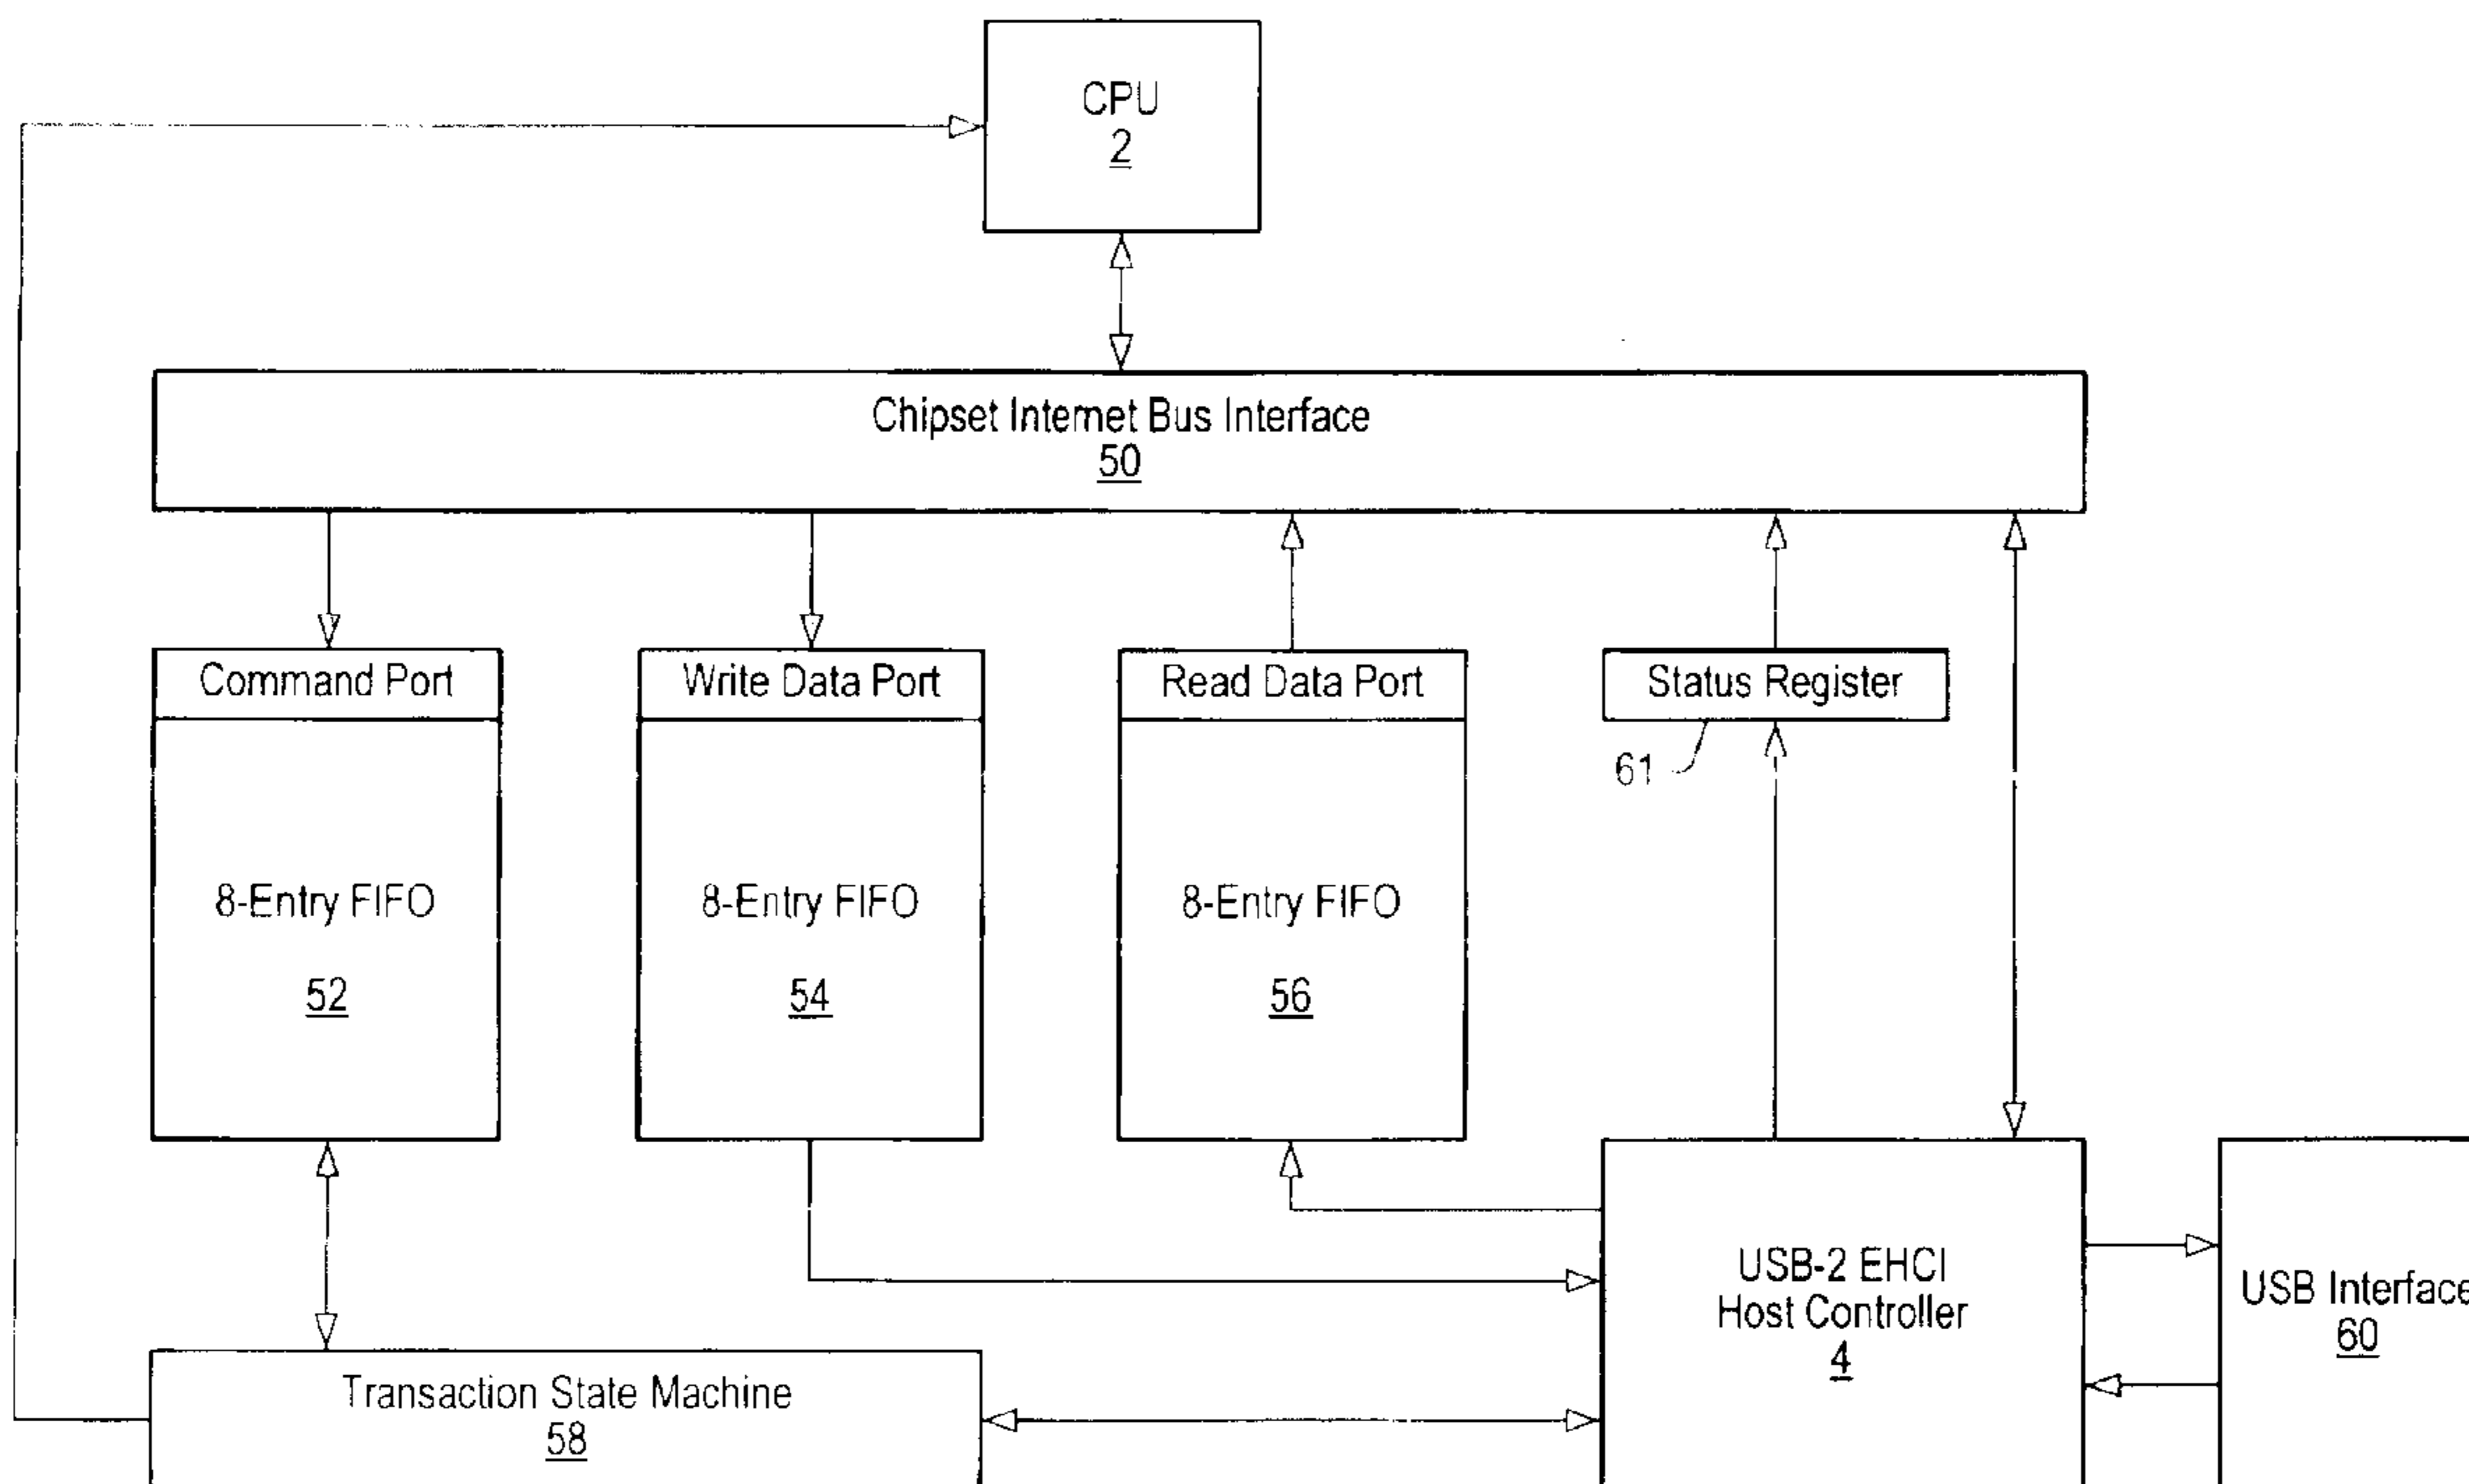 CPU
2
Chipset Internet Bus Interface
50
Command Port
Write Data Port
Read Data Port
Status Register
61
8-Entry FIFO
52
8-Entry FIFO
54
8-Entry FIFO
56
USB-2 EHCI
Host Controller
4
USB Interface
60
Transaction State Machine
58